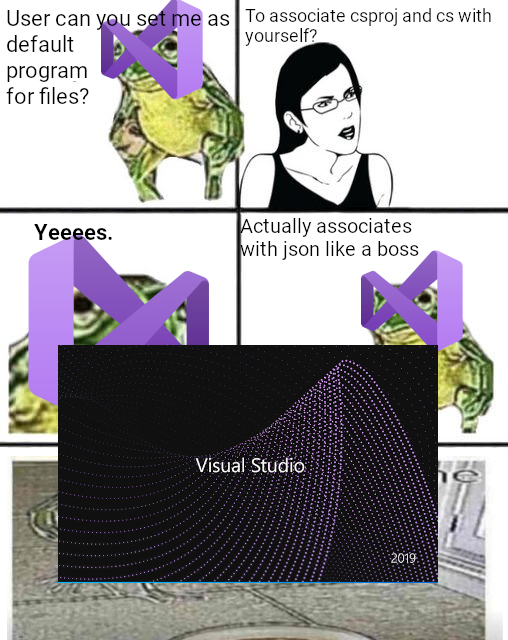 User can you set me as
default
program
for files?
To associate csproj and cs with
yourself?
Yeeees.
Actually associates
with json like a boss
Visual Studio
2019